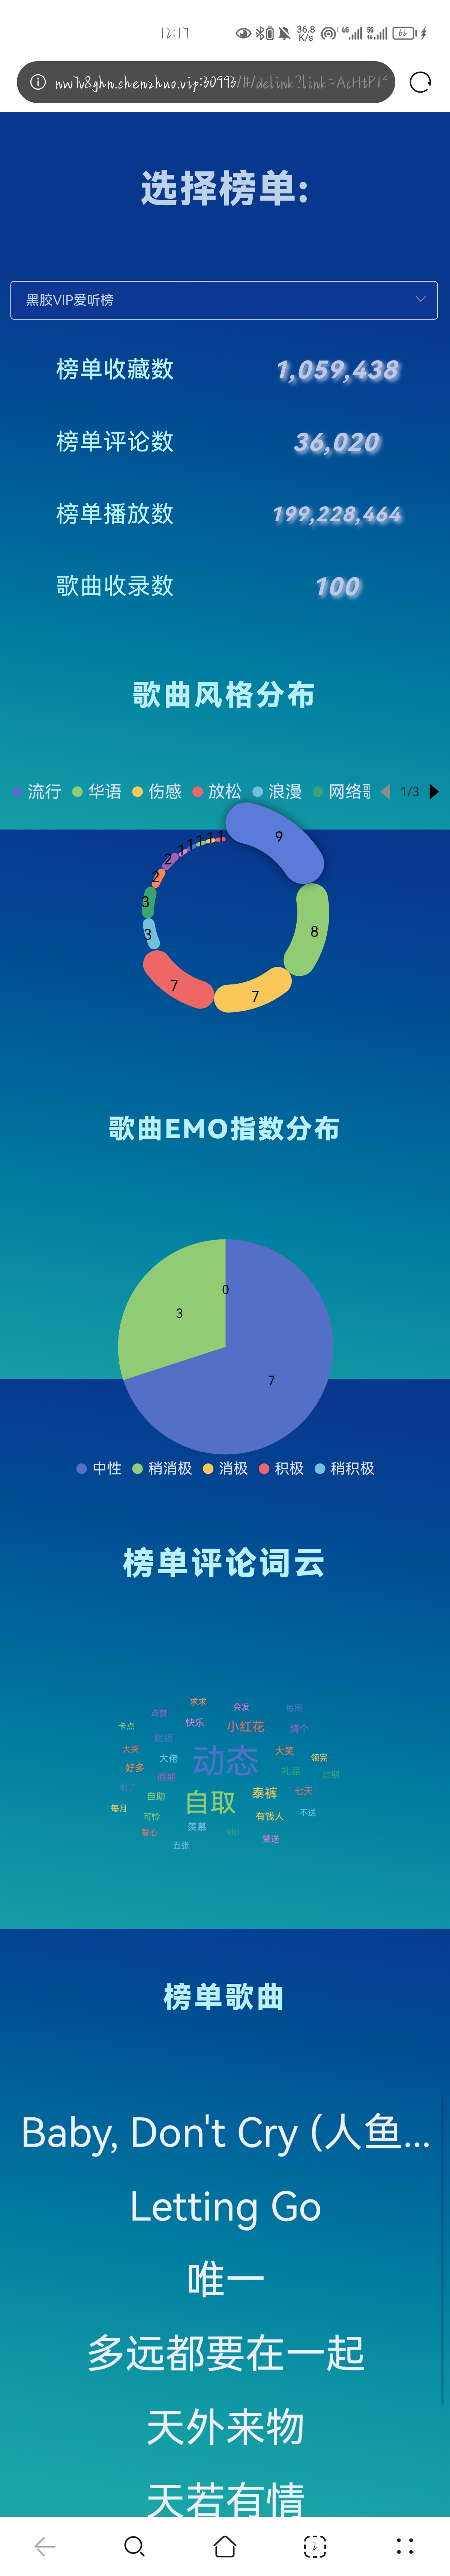 12:17
36.8 K/s
4G
5G
65
nw7v8ghn.shenzhuo.vip:30993/#/delink?link=AcHtP1
选择榜单:
黑胶VIP爱听榜
榜单收藏数 1,059,438
榜单评论数 36,020
榜单播放数 199,228,464
歌曲收录数 100
歌曲风格分布
流行 华语 伤感 放松 浪漫 网络 1/3
9
8
7
7
3
3
2
2
1
1
1
1
1
歌曲EMO指数分布
0
3
7
中性 稍消极 消极 积极 稍积极
榜单评论词云
求求
点赞
会发
每周
卡点
快乐
小红花
蹲个
大哭
大佬
动态
大笑
领完
好多
假期
礼品
过期
自助
自取
泰裤
七天
每月
可怜
羡慕
有钱人
不送
爱心
vip
赞送
五张
榜单歌曲
Baby, Don't Cry (人鱼...
Letting Go
唯一
多远都要在一起
天外来物
天若有情